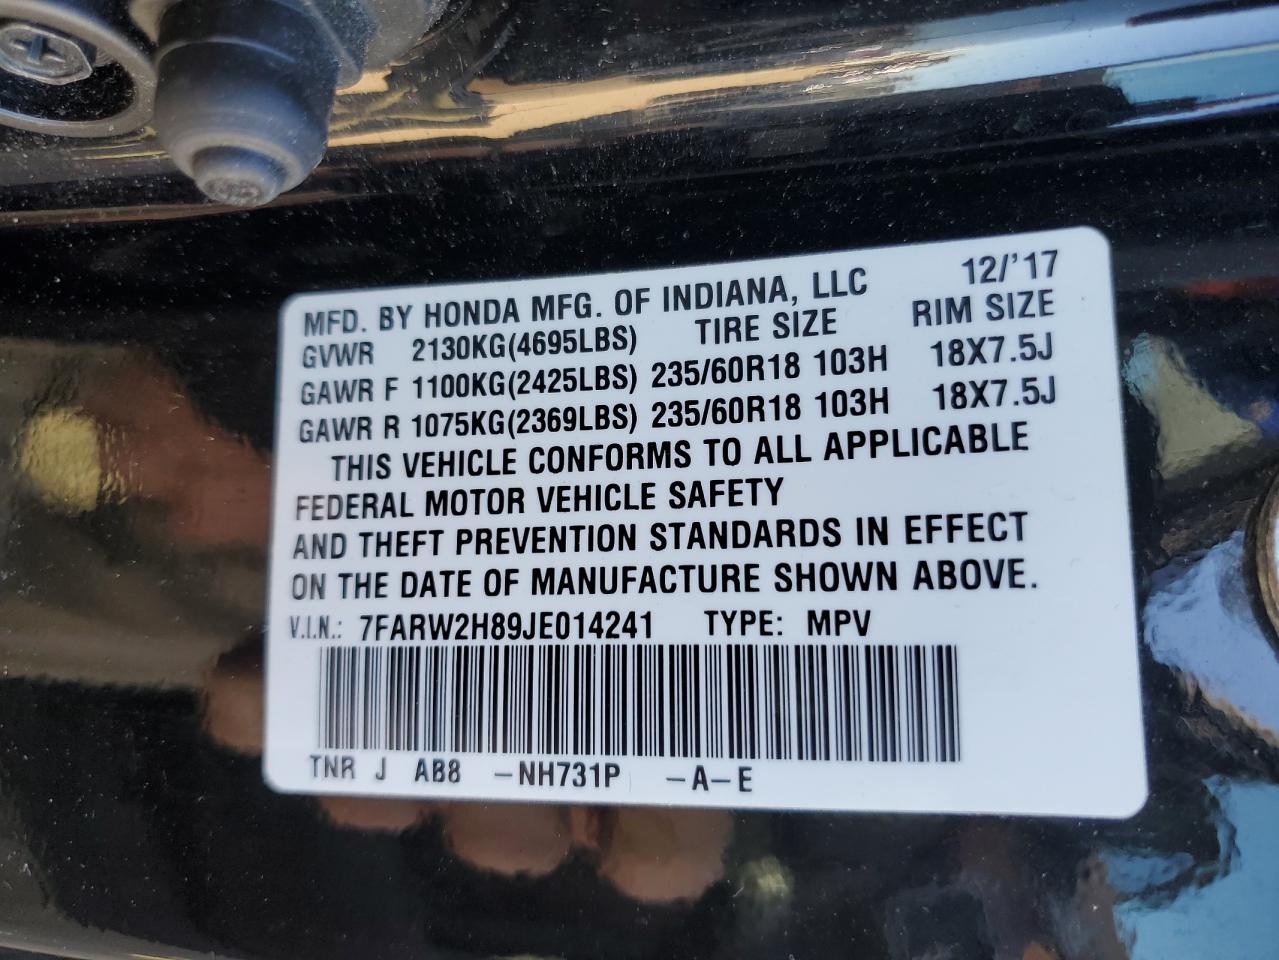 MFD. BY HONDA MFG. OF INDIANA, LLC 12/'17
GVWR 2130KG(4695LBS) TIRE SIZE RIM SIZE
GAWR F 1100KG(2425LBS) 235/60R18 103H 18X7.5J
GAWR R 1075KG(2369LBS) 235/60R18 103H 18X7.5J
THIS VEHICLE CONFORMS TO ALL APPLICABLE
FEDERAL MOTOR VEHICLE SAFETY
AND THEFT PREVENTION STANDARDS IN EFFECT
ON THE DATE OF MANUFACTURE SHOWN ABOVE.
V.I.N.: 7FARW2H89JE014241 TYPE: MPV
TNR J AB8 -NH731P -A-E